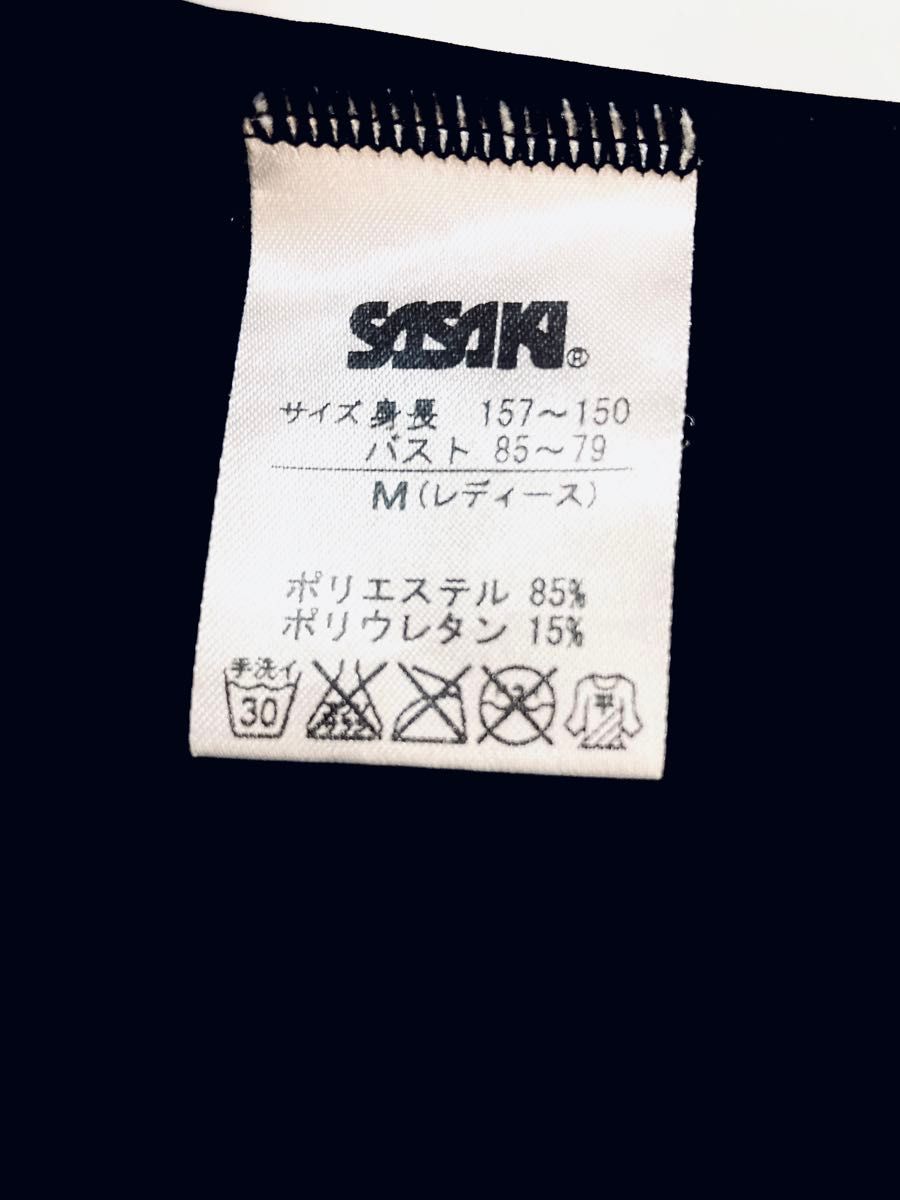 SASAKI®
サイズ 身長 157～150
バスト 85～79
M(レディース)
ポリエステル 85%
ポリウレタン 15%
手洗イ
30
平